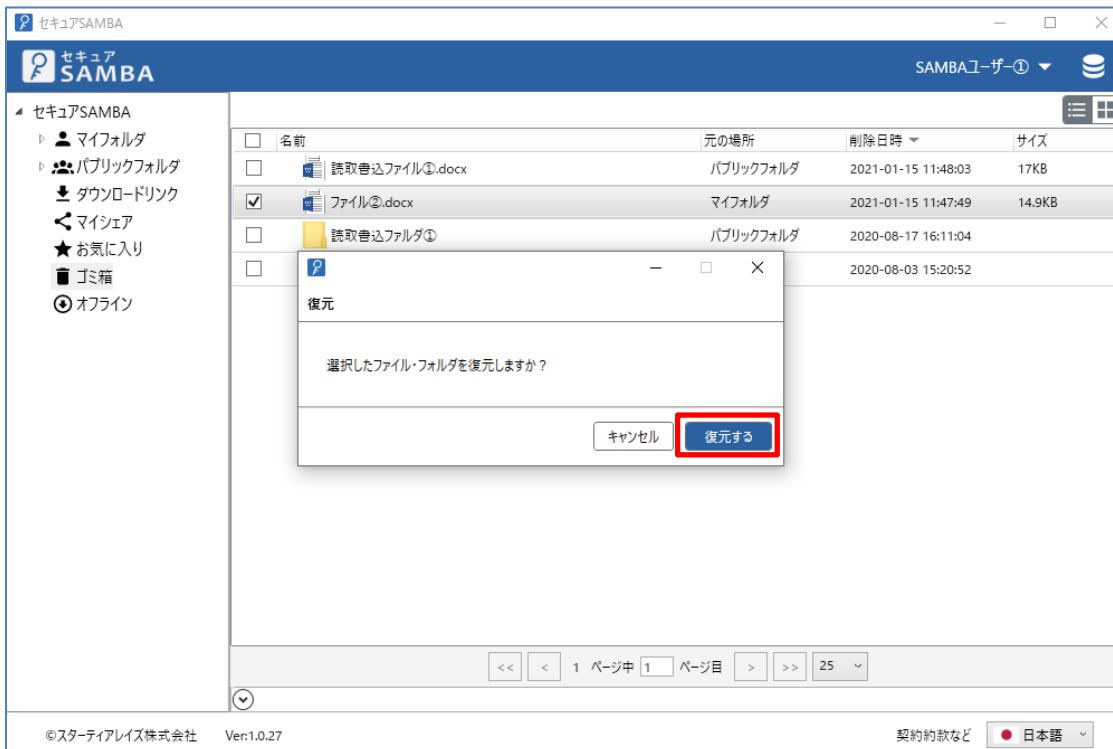 セキュアSAMBA
セキュア
SAMBA
SAMBAユーザー①
セキュアSAMBA
マイフォルダ
パブリックフォルダ
ダウンロードリンク
マイシェア
お気に入り
ゴミ箱
オフライン
名前 元の場所 削除日時 サイズ
読取書込ファイル①.docx パブリックフォルダ 2021-01-15 11:48:03 17KB
ファイル②.docx マイフォルダ 2021-01-15 11:47:49 14.9KB
読取書込ファルダ① パブリックフォルダ 2020-08-17 16:11:04
2020-08-03 15:20:52
復元
選択したファイル・フォルダを復元しますか？
キャンセル 復元する
<< < 1 ページ中 1 ページ目 > >> 25
©スターティアレイズ株式会社 Ver:1.0.27 契約約款など 日本語